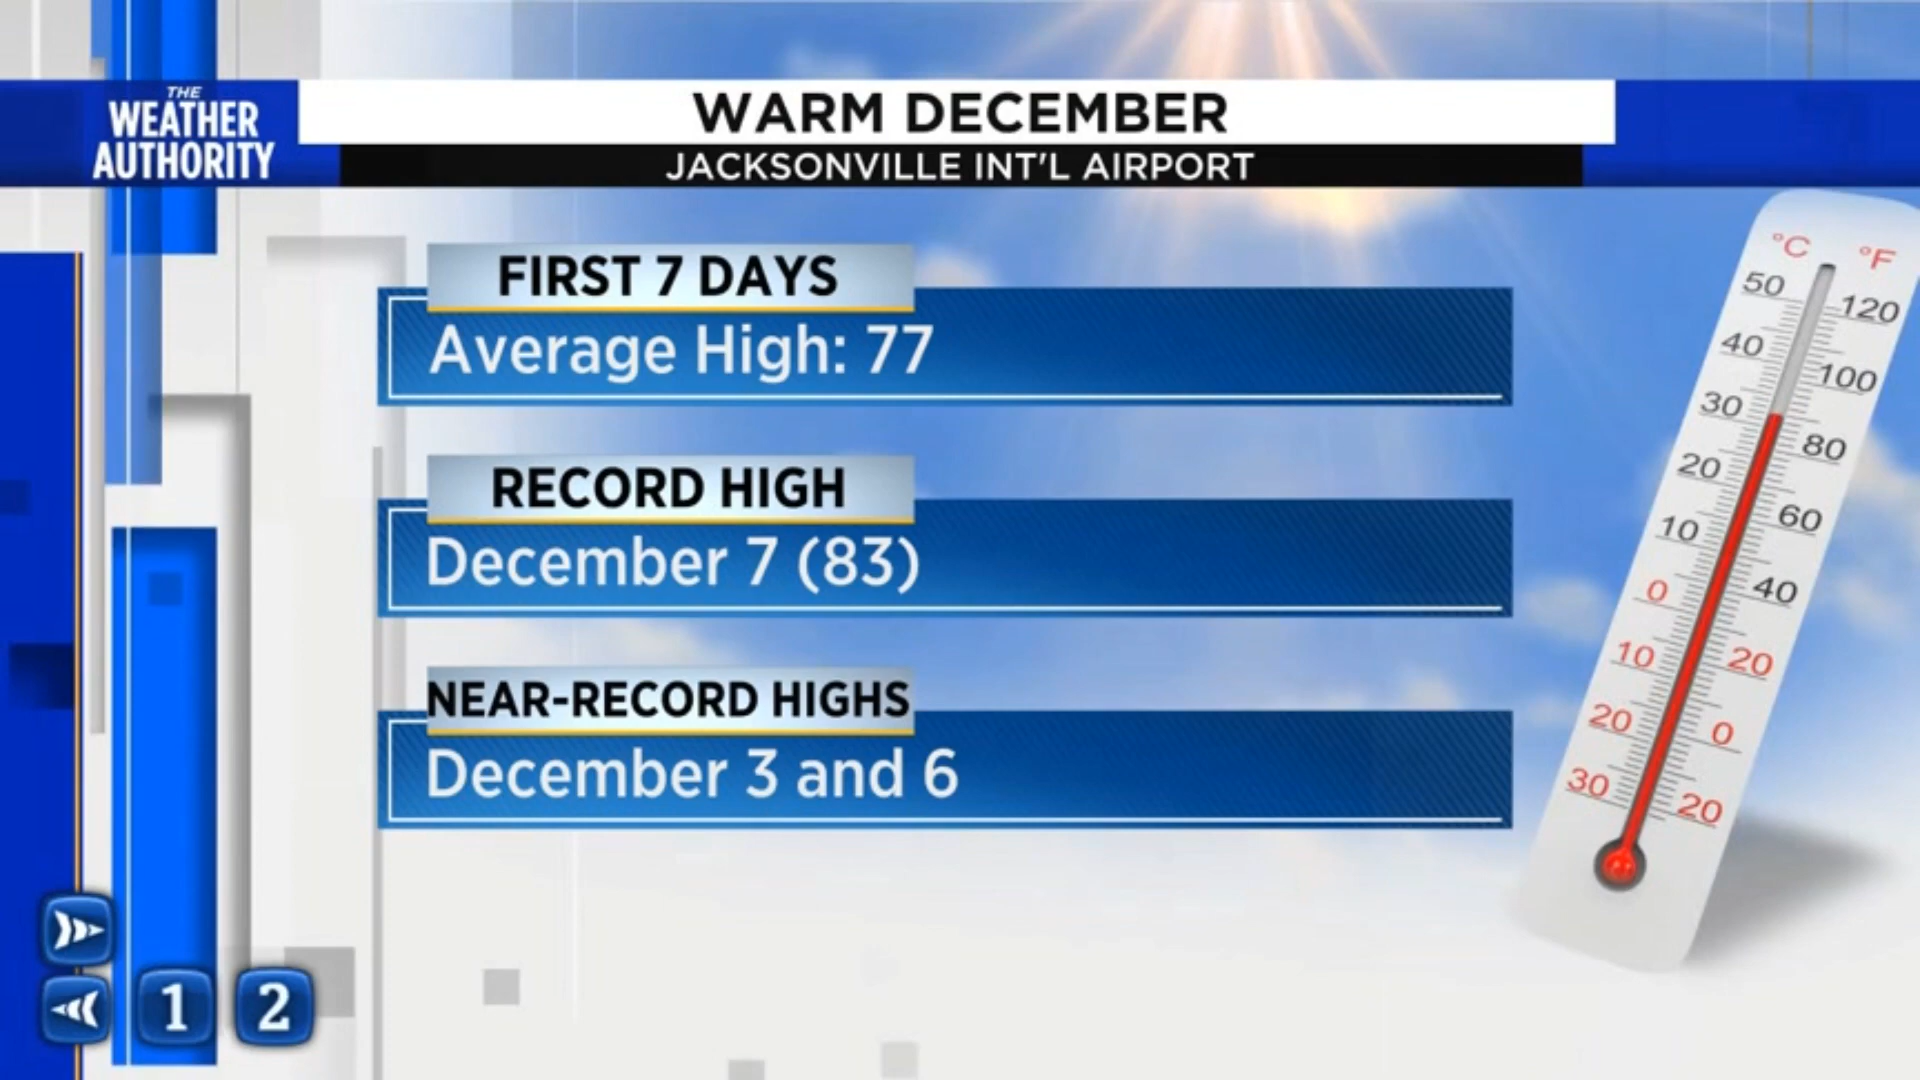 THE
WEATHER
AUTHORITY
WARM DECEMBER
JACKSONVILLE INT'L AIRPORT
FIRST 7 DAYS
Average High: 77
RECORD HIGH
December 7 (83)
NEAR-RECORD HIGHS
December 3 and 6
°C °F
50 120
40 100
30 80
20 60
10 40
0 20
10 0
20 20
30
1 2